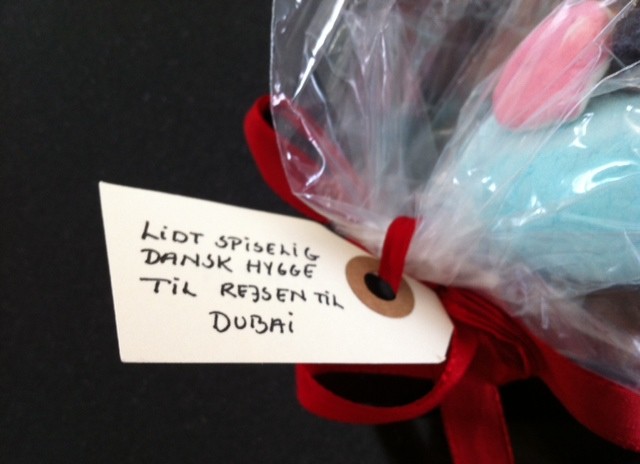 LiDT SPiSELiG
DANSK HYGGE
TiL REJSEN TiL
DUBAi